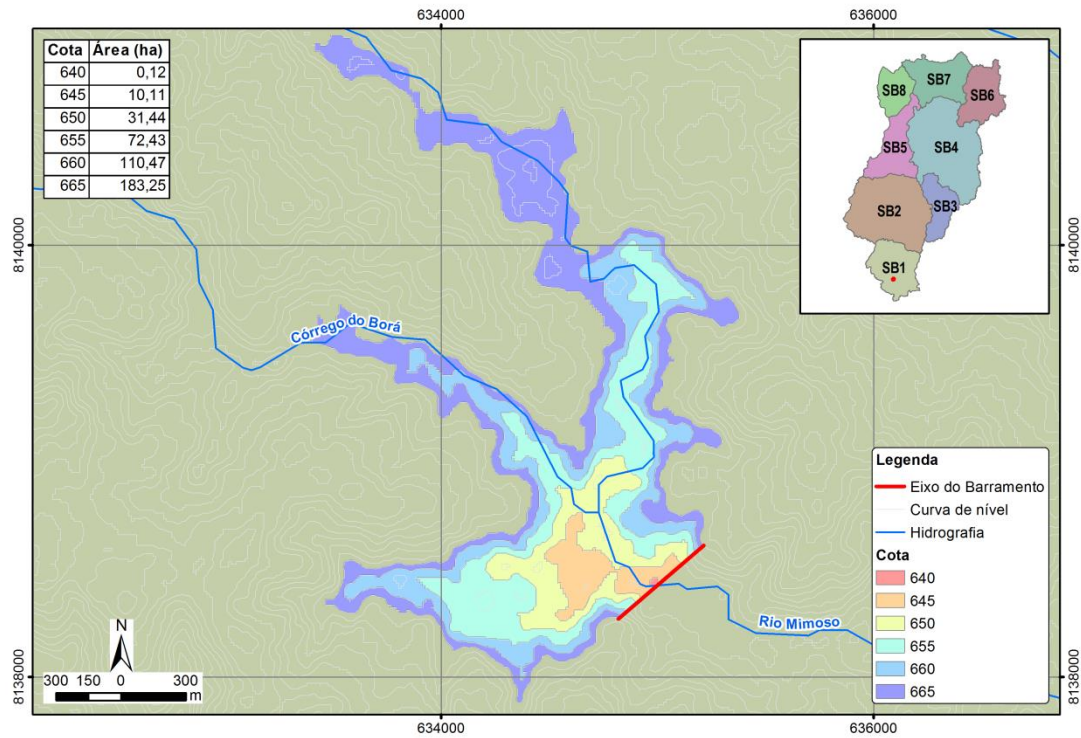 634000
636000
Cota Área (ha)
640 0,12
645 10,11
650 31,44
655 72,43
660 110,47
665 183,25
SB8
SB7
SB6
SB5
SB4
SB2
SB3
SB1
8140000
8140000
Córrego do Borá
Rio Mimoso
Legenda
Eixo do Barramento
Curva de nível
Hidrografia
Cota
640
645
650
655
660
665
N
300 150 0 300
m
8138000
8138000
634000
636000